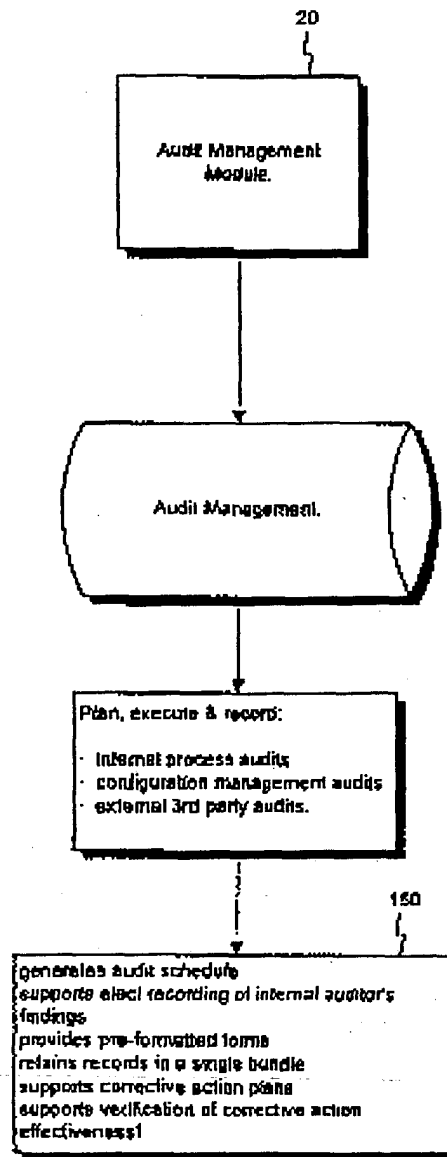 20
Audit Management
Module.
Audit Management.
Plan, execute & record:
· internal process audits
· configuration management audits
· external 3rd party audits.
150
generates audit schedule
supports elect recording of internal auditor's
findings
provides pre-formatted forms
retains records in a single bundle
supports corrective action plans
supports verification of corrective action
effectiveness!